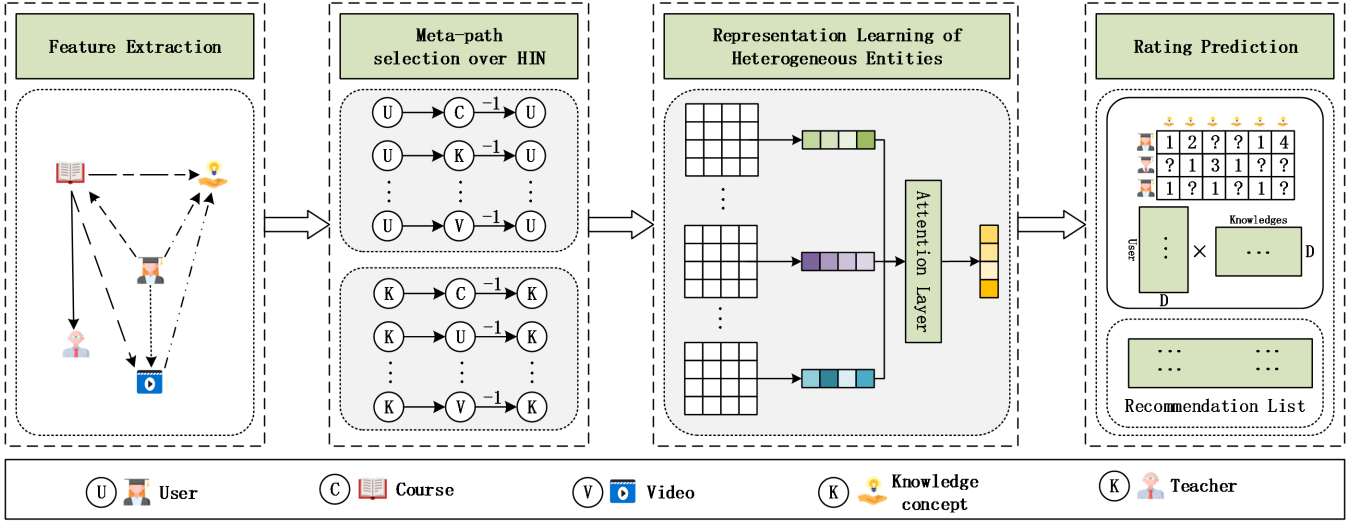 Feature Extraction
Meta-path
selection over HIN
U C -1 U
U K -1 U
⋮ ⋮ ⋮
U V -1 U
K C -1 K
K U -1 K
⋮ ⋮ ⋮
K V -1 K
Representation Learning of
Heterogeneous Entities
⋮
⋮
Attention Layer
Rating Prediction
1 2 ? ? 1 4
? 1 3 1 ? ?
1 ? 1 ? 1 ?
User
⋮
D
×
Knowledges
...
D
... ...
... ...
Recommendation List
U User
C Course
V Video
K Knowledge
concept
K Teacher